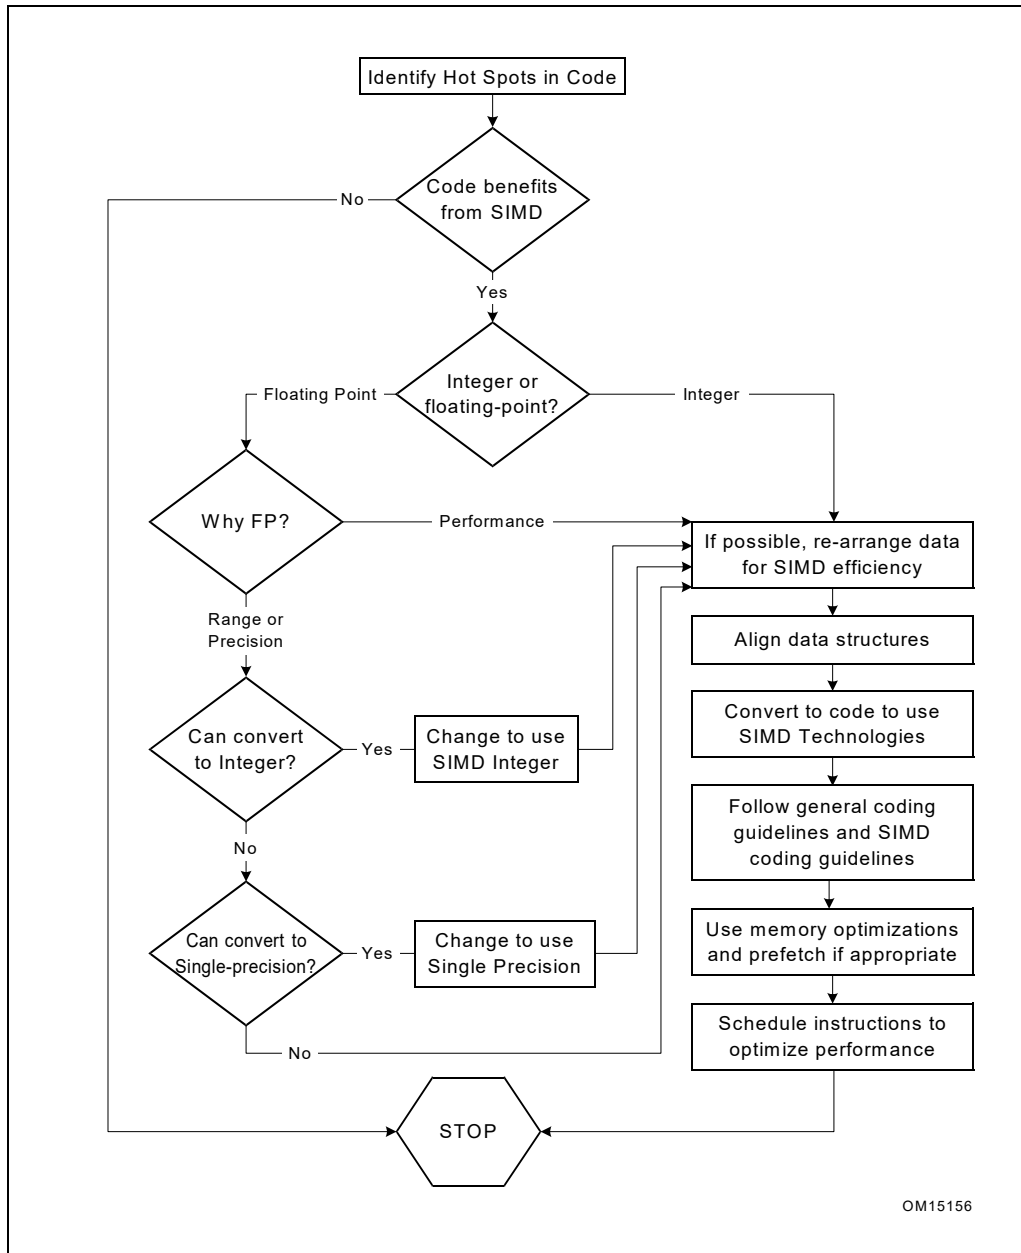 Identify Hot Spots in Code
Code benefits
from SIMD
No
Yes
Integer or
floating-point?
Floating Point
Integer
Why FP?
Performance
If possible, re-arrange data
for SIMD efficiency
Range or
Precision
Align data structures
Can convert
to Integer?
Yes
Change to use
SIMD Integer
Convert to code to use
SIMD Technologies
No
Follow general coding
guidelines and SIMD
coding guidelines
Can convert to
Single-precision?
Yes
Change to use
Single Precision
Use memory optimizations
and prefetch if appropriate
No
Schedule instructions to
optimize performance
STOP
OM15156